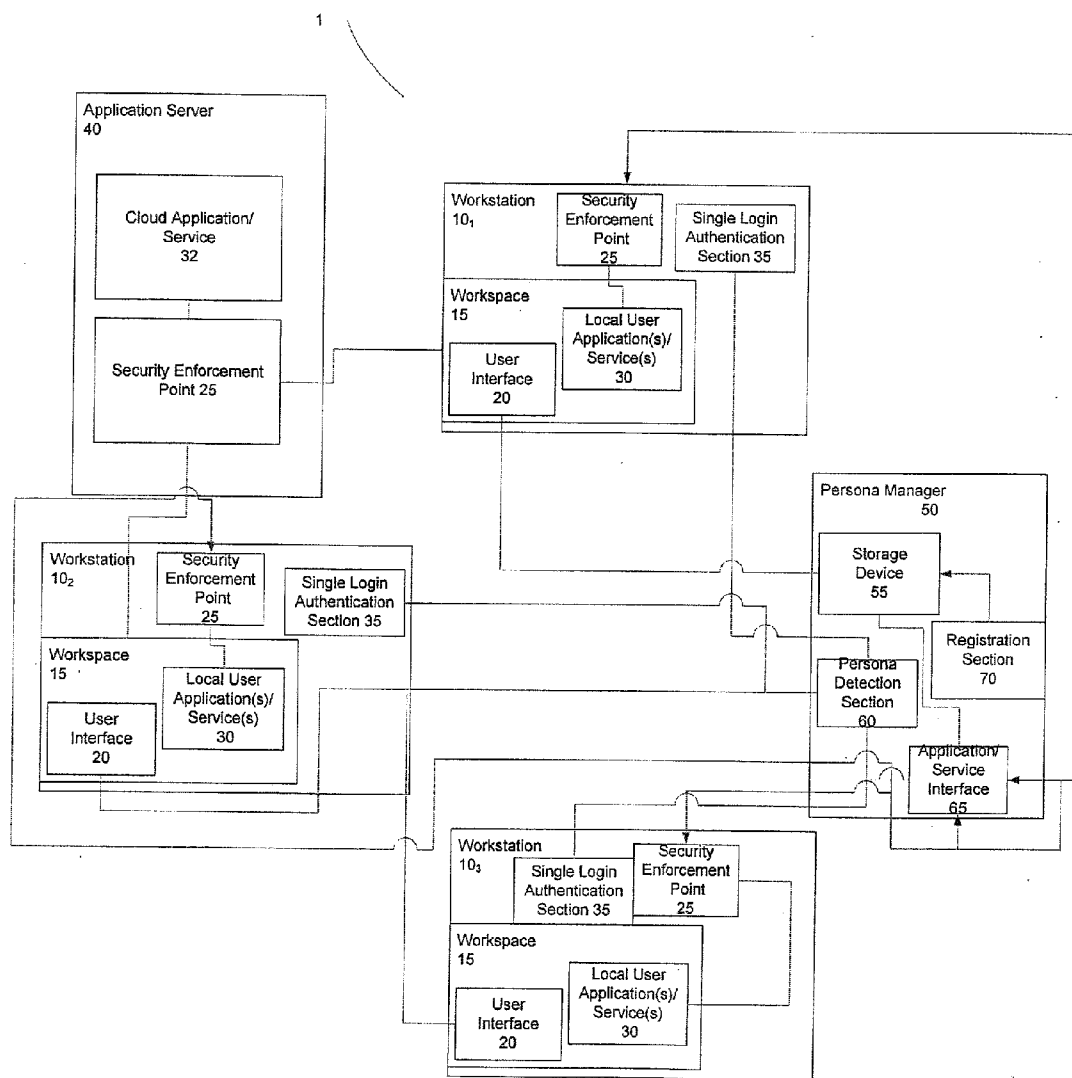 1
Application Server
40
Cloud Application/
Service
32
Security Enforcement
Point 25
Workstation
10₁
Security
Enforcement
Point
25
Single Login
Authentication
Section 35
Workspace
15
Local User
Application(s)/
Service(s)
30
User
Interface
20
Workstation
10₂
Security
Enforcement
Point
25
Single Login
Authentication
Section 35
Workspace
15
Local User
Application(s)/
Service(s)
30
User
Interface
20
Persona Manager
50
Storage
Device
55
Registration
Section
70
Persona
Detection
Section
60
Application/
Service
Interface
65
Workstation
10₃
Single Login
Authentication
Section 35
Security
Enforcement
Point
25
Workspace
15
Local User
Application(s)/
Service(s)
30
User
Interface
20